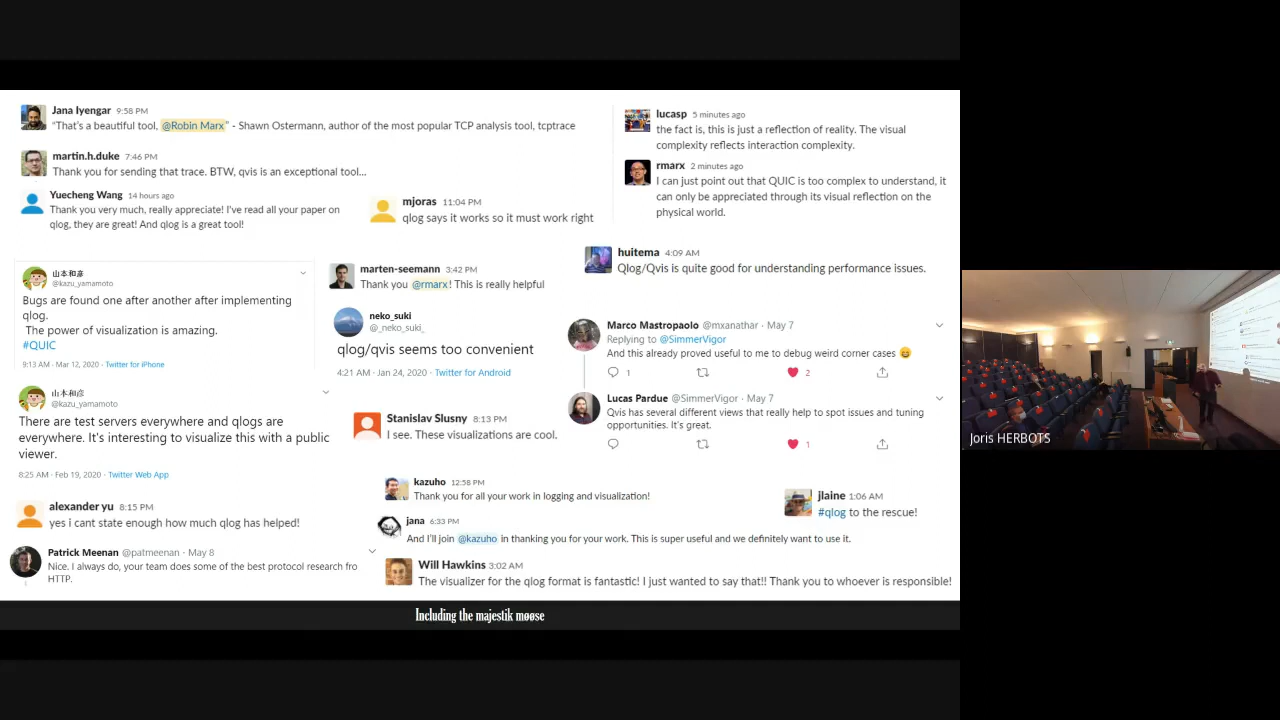 Jana Iyengar 9:58 PM
"That's a beautiful tool, @Robin Marx" - Shawn Ostermann, author of the most popular TCP analysis tool, tcptrace
martin.h.duke 7:46 PM
Thank you for sending that trace. BTW, qvis is an exceptional tool...
Yuecheng Wang 14 hours ago
Thank you very much, really appreciate! I've read all your paper on
qlog, they are great! And qlog is a great tool!
mjoras 11:04 PM
qlog says it works so it must work right
lucasp 5 minutes ago
the fact is, this is just a reflection of reality. The visual
complexity reflects interaction complexity.
rmarx 2 minutes ago
I can just point out that QUIC is too complex to understand, it
can only be appreciated through its visual reflection on the
physical world.
huitema 4:09 AM
Qlog/Qvis is quite good for understanding performance issues.
山本和彦
@kazu_yamamoto
Bugs are found one after another after implementing
qlog.
The power of visualization is amazing.
#QUIC
9:13 AM · Mar 12, 2020 · Twitter for iPhone
marten-seemann 3:42 PM
Thank you @rmarx! This is really helpful
neko_suki
@_neko_suki_
qlog/qvis seems too convenient
4:21 AM · Jan 24, 2020 · Twitter for Android
Marco Mastropaolo @mxanathar · May 7
Replying to @SimmerVigor
And this already proved useful to me to debug weird corner cases 😄
1 2
Lucas Pardue @SimmerVigor · May 7
Qvis has several different views that really help to spot issues and tuning
opportunities. It's great.
1
山本和彦
@kazu_yamamoto
There are test servers everywhere and qlogs are
everywhere. It's interesting to visualize this with a public
viewer.
8:25 AM · Feb 19, 2020 · Twitter Web App
Stanislav Slusny 8:13 PM
I see. These visualizations are cool.
kazuho 12:58 PM
Thank you for all your work in logging and visualization!
jana 6:33 PM
And I'll join @kazuho in thanking you for your work. This is super useful and we definitely want to use it.
jlaine 1:06 AM
#qlog to the rescue!
alexander yu 8:15 PM
yes i cant state enough how much qlog has helped!
Patrick Meenan @patmeenan · May 8
Nice. I always do, your team does some of the best protocol research fro
HTTP.
Will Hawkins 3:02 AM
The visualizer for the qlog format is fantastic! I just wanted to say that!! Thank you to whoever is responsible!
Including the majestik møøse
Joris HERBOTS